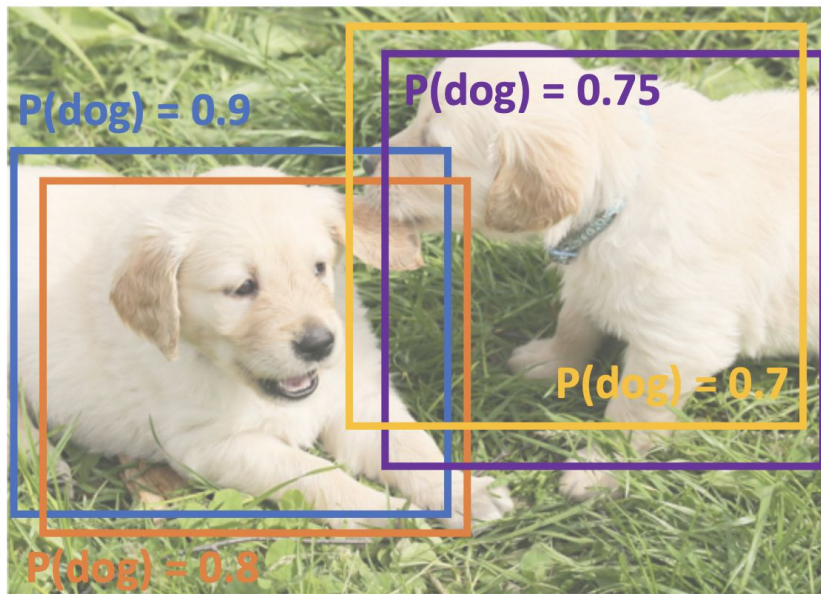 P(dog) = 0.9
P(dog) = 0.75
P(dog) = 0.7
P(dog) = 0.8